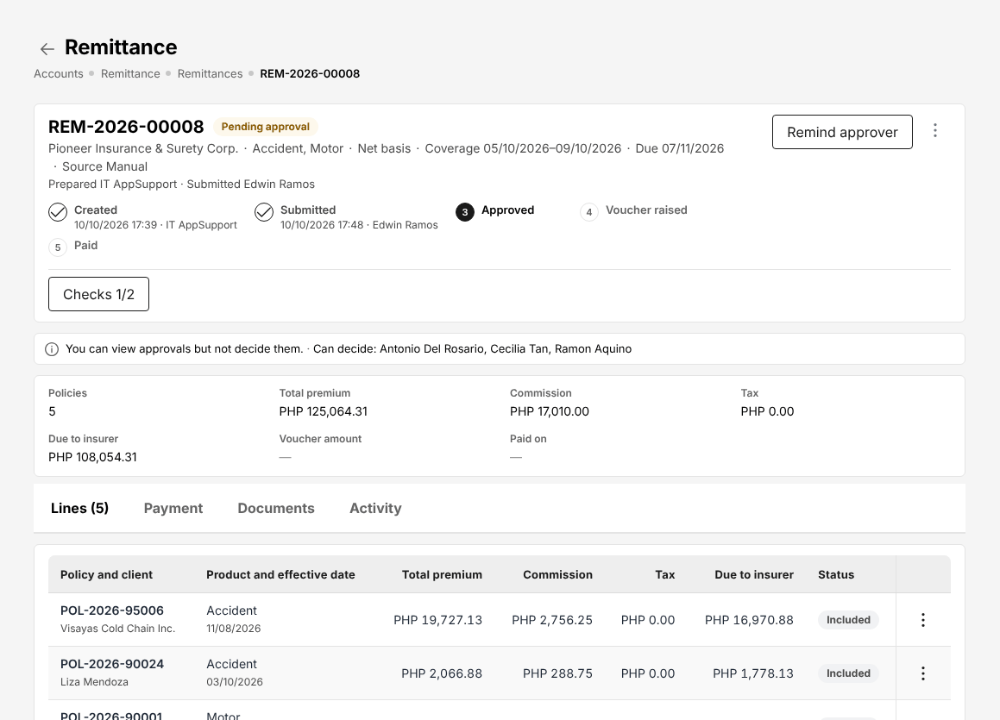 Remittance
Accounts • Remittance • Remittances • REM-2026-00008
REM-2026-00008 Pending approval
Remind approver
Pioneer Insurance & Surety Corp. · Accident, Motor · Net basis · Coverage 05/10/2026–09/10/2026 · Due 07/11/2026
· Source Manual
Prepared IT AppSupport · Submitted Edwin Ramos
Created Submitted 3 Approved 4 Voucher raised
10/10/2026 17:39 · IT AppSupport 10/10/2026 17:48 · Edwin Ramos
5 Paid
Checks 1/2
You can view approvals but not decide them. · Can decide: Antonio Del Rosario, Cecilia Tan, Ramon Aquino
Policies Total premium Commission Tax
5 PHP 125,064.31 PHP 17,010.00 PHP 0.00
Due to insurer Voucher amount Paid on
PHP 108,054.31 — —
Lines (5) Payment Documents Activity
Policy and client Product and effective date Total premium Commission Tax Due to insurer Status
POL-2026-95006 Accident PHP 19,727.13 PHP 2,756.25 PHP 0.00 PHP 16,970.88 Included
Visayas Cold Chain Inc. 11/08/2026
POL-2026-90024 Accident PHP 2,066.88 PHP 288.75 PHP 0.00 PHP 1,778.13 Included
Liza Mendoza 03/10/2026
POL-2026-90001 Motor